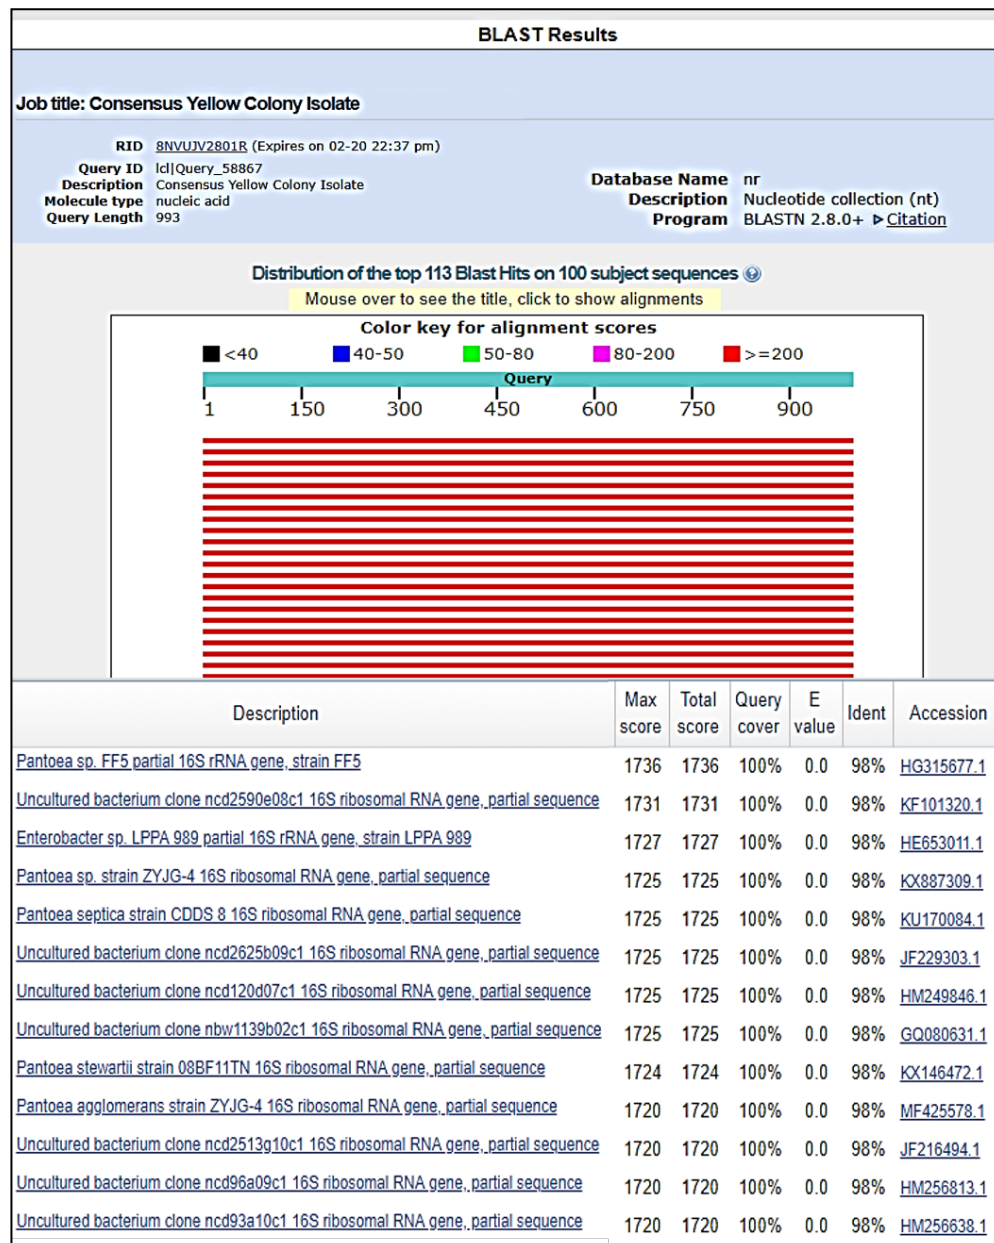 BLAST Results
Job title: Consensus Yellow Colony Isolate
RID 8NVUJV2801R (Expires on 02-20 22:37 pm)
Query ID lcl|Query_58867
Description Consensus Yellow Colony Isolate
Molecule type nucleic acid
Query Length 993
Database Name nr
Description Nucleotide collection (nt)
Program BLASTN 2.8.0+ ▶Citation
Distribution of the top 113 Blast Hits on 100 subject sequences
Mouse over to see the title, click to show alignments
Color key for alignment scores
<40 40-50 50-80 80-200 >=200
Query
1 150 300 450 600 750 900
Description Max score Total score Query cover E value Ident Accession
Pantoea sp. FF5 partial 16S rRNA gene, strain FF5 1736 1736 100% 0.0 98% HG315677.1
Uncultured bacterium clone ncd2590e08c1 16S ribosomal RNA gene, partial sequence 1731 1731 100% 0.0 98% KF101320.1
Enterobacter sp. LPPA 989 partial 16S rRNA gene, strain LPPA 989 1727 1727 100% 0.0 98% HE653011.1
Pantoea sp. strain ZYJG-4 16S ribosomal RNA gene, partial sequence 1725 1725 100% 0.0 98% KX887309.1
Pantoea septica strain CDDS 8 16S ribosomal RNA gene, partial sequence 1725 1725 100% 0.0 98% KU170084.1
Uncultured bacterium clone ncd2625b09c1 16S ribosomal RNA gene, partial sequence 1725 1725 100% 0.0 98% JF229303.1
Uncultured bacterium clone ncd120d07c1 16S ribosomal RNA gene, partial sequence 1725 1725 100% 0.0 98% HM249846.1
Uncultured bacterium clone nbw1139b02c1 16S ribosomal RNA gene, partial sequence 1725 1725 100% 0.0 98% GQ080631.1
Pantoea stewartii strain 08BF11TN 16S ribosomal RNA gene, partial sequence 1724 1724 100% 0.0 98% KX146472.1
Pantoea agglomerans strain ZYJG-4 16S ribosomal RNA gene, partial sequence 1720 1720 100% 0.0 98% MF425578.1
Uncultured bacterium clone ncd2513g10c1 16S ribosomal RNA gene, partial sequence 1720 1720 100% 0.0 98% JF216494.1
Uncultured bacterium clone ncd96a09c1 16S ribosomal RNA gene, partial sequence 1720 1720 100% 0.0 98% HM256813.1
Uncultured bacterium clone ncd93a10c1 16S ribosomal RNA gene, partial sequence 1720 1720 100% 0.0 98% HM256638.1